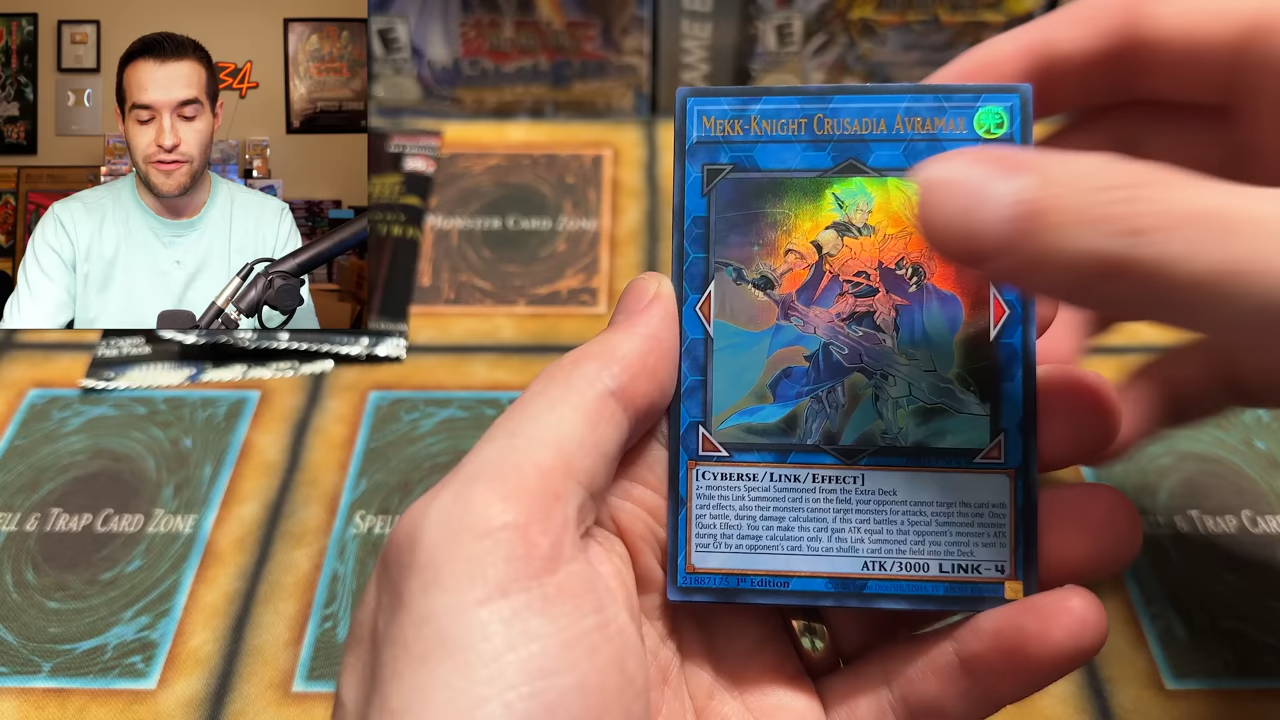 34
MONSTER CARD ZONE
MEKK-KNIGHT CRUSADIA AVRAMAX
光
[CYBERSE/LINK/EFFECT]
2+ monsters Special Summoned from the Extra Deck
While this Link Summoned card is on the field, your opponent cannot target this card with
card effects, also their monsters cannot target monsters for attacks, except this one. Once
per battle, during damage calculation, if this card battles a Special Summoned monster
(Quick Effect): You can make this card gain ATK equal to that opponent's monster's ATK
during that damage calculation only. If this Link Summoned card you control is sent to
your GY by an opponent's card: You can shuffle 1 card on the field into the Deck.
ATK/3000 LINK-4
21887175 1st Edition
ELL & TRAP CARD ZONE
SPEL
TRAP CARD ZONE